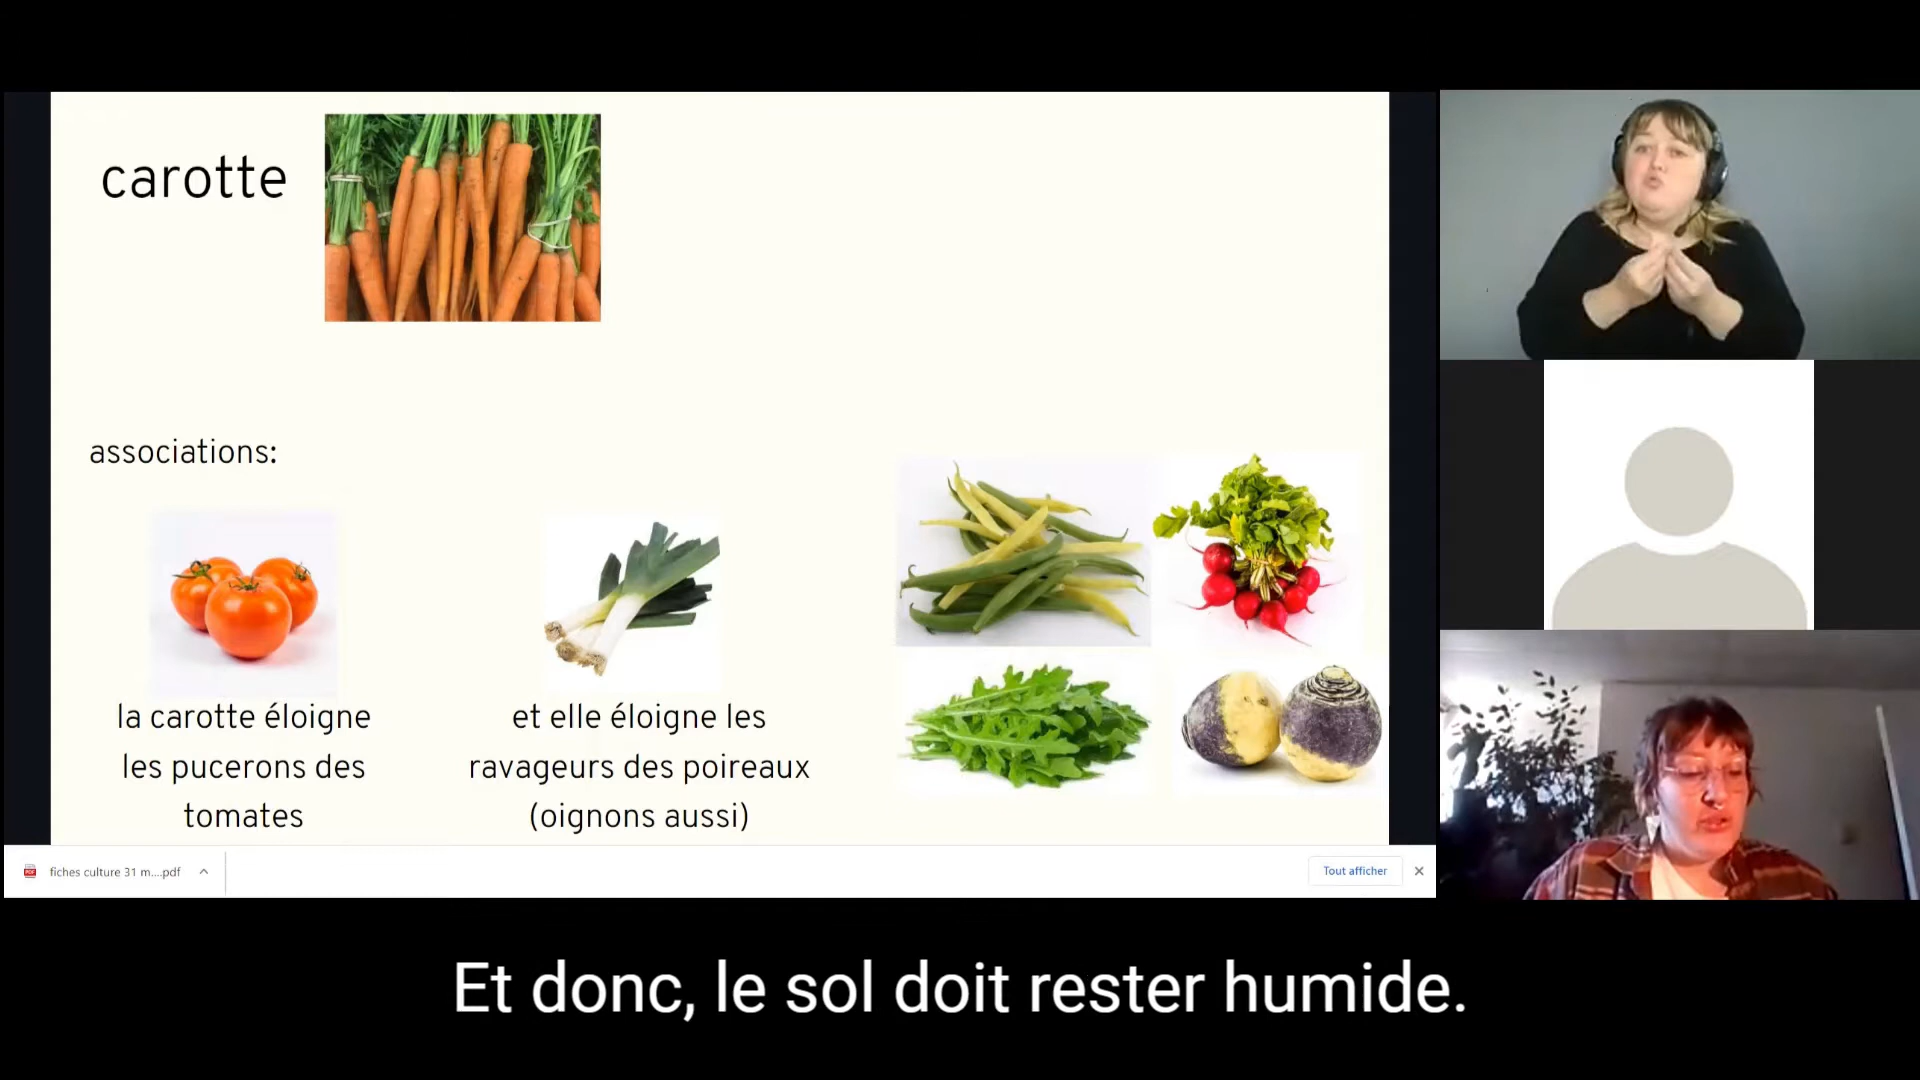 carotte
associations:
la carotte éloigne
les pucerons des
tomates
et elle éloigne les
ravageurs des poireaux
(oignons aussi)
fiches culture 31 m....pdf
Tout afficher
Et donc, le sol doit rester humide.